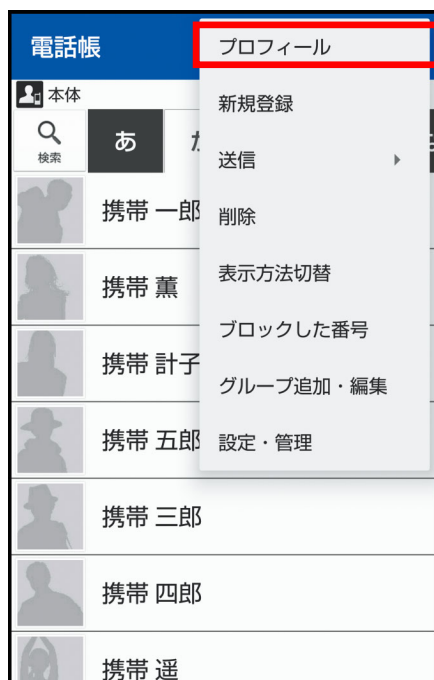 電話帳
プロフィール
本体
新規登録
検索
あ
送信
携帯 一郎
削除
携帯 薫
表示方法切替
ブロックした番号
携帯 計子
グループ追加・編集
携帯 五郎
設定・管理
携帯 三郎
携帯 四郎
携帯 遥